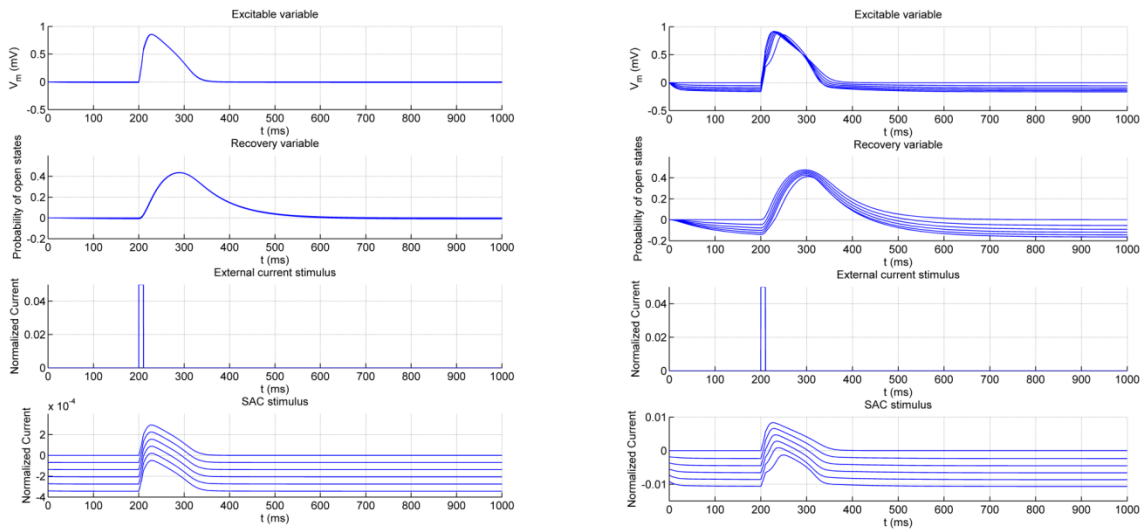 Excitable variable
V_m (mV)
1
0.5
0
-0.5
0 100 200 300 400 500 600 700 800 900 1000
t (ms)
Recovery variable
Probability of open states
0.4
0.2
0
-0.2
0 100 200 300 400 500 600 700 800 900 1000
t (ms)
External current stimulus
Normalized Current
0.04
0.02
0
0 100 200 300 400 500 600 700 800 900 1000
t (ms)
SAC stimulus
x 10^-4
Normalized Current
2
0
-2
-4
0 100 200 300 400 500 600 700 800 900 1000
t (ms)
Excitable variable
V_m (mV)
1
0.5
0
-0.5
0 100 200 300 400 500 600 700 800 900 1000
t (ms)
Recovery variable
Probability of open states
0.4
0.2
0
-0.2
0 100 200 300 400 500 600 700 800 900 1000
t (ms)
External current stimulus
Normalized Current
0.04
0.02
0
0 100 200 300 400 500 600 700 800 900 1000
t (ms)
SAC stimulus
Normalized Current
0.01
0
-0.01
0 100 200 300 400 500 600 700 800 900 1000
t (ms)